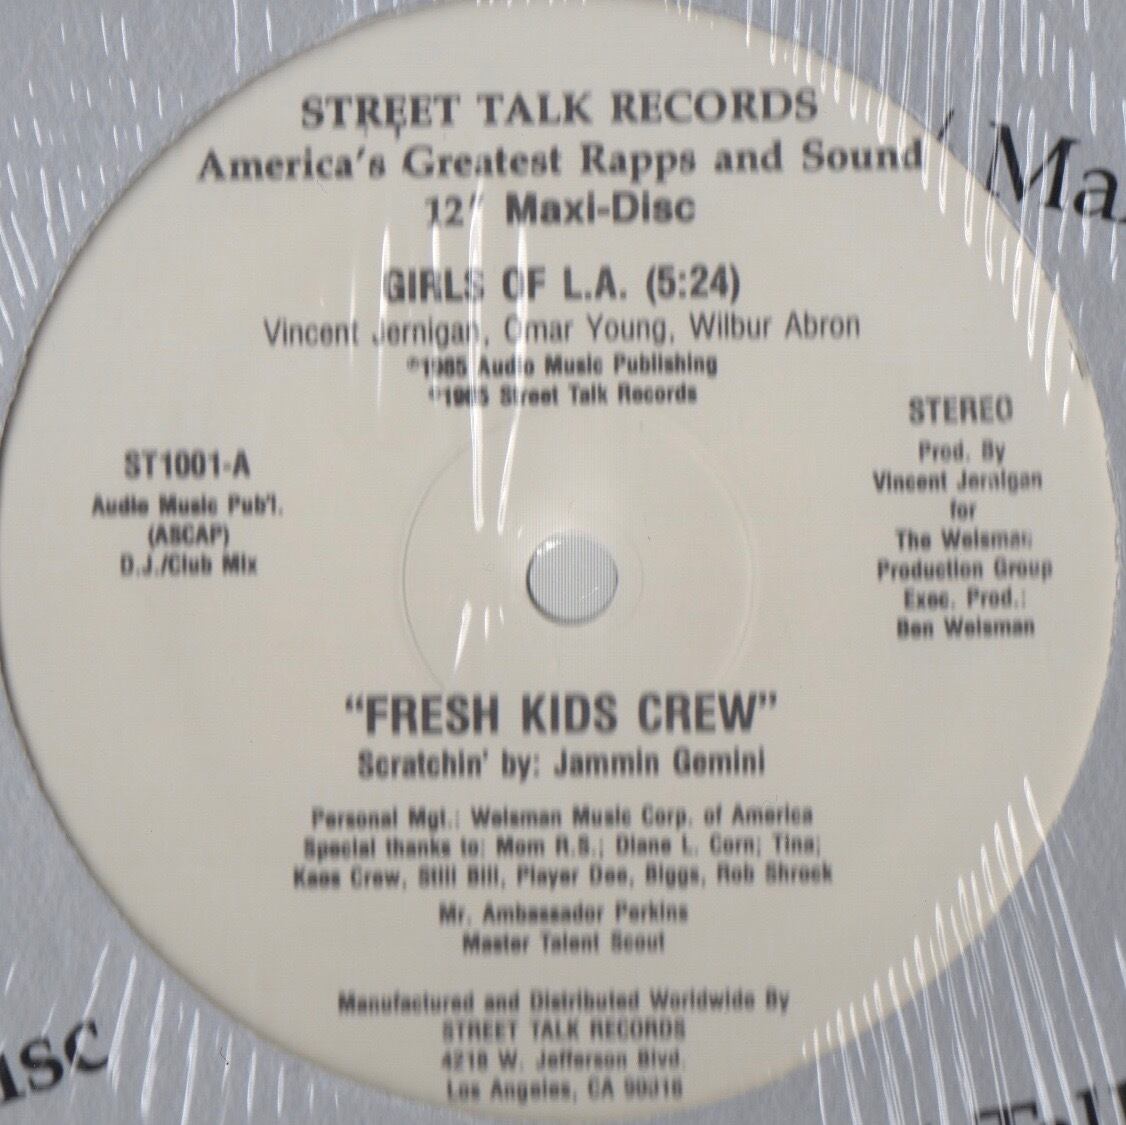 STREET TALK RECORDS
America's Greatest Rapps and Sound
12" Maxi-Disc
GIRLS OF L.A. (5:24)
Vincent Jernigan, Omar Young, Wilbur Abron
©1985 Audio Music Publishing
℗1985 Street Talk Records
ST1001-A
Audio Music Pub'l.
(ASCAP)
D.J./Club Mix
STEREO
Prod. By
Vincent Jernigan
for
The Weisman
Production Group
Exec. Prod.:
Ben Weisman
"FRESH KIDS CREW"
Scratchin' by: Jammin Gemini
Personal Mgt.: Weisman Music Corp. of America
Special thanks to: Mom R.S.; Diane L. Corn; Tina;
Kaos Crew, Still Bill, Player Dee, Biggs, Rob Shrock
Mr. Ambassador Perkins
Master Talent Scout
Manufactured and Distributed Worldwide By
STREET TALK RECORDS
4218 W. Jefferson Blvd.
Los Angeles, CA